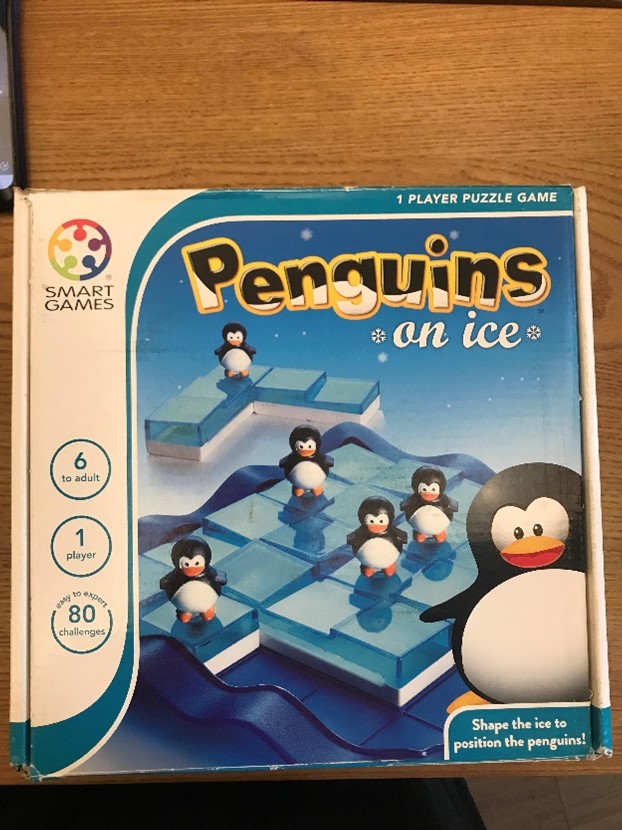 1 PLAYER PUZZLE GAME
SMART
GAMES
Penguins
on ice
6
to adult
1
player
easy to expert
80
challenges
Shape the ice to
position the penguins!